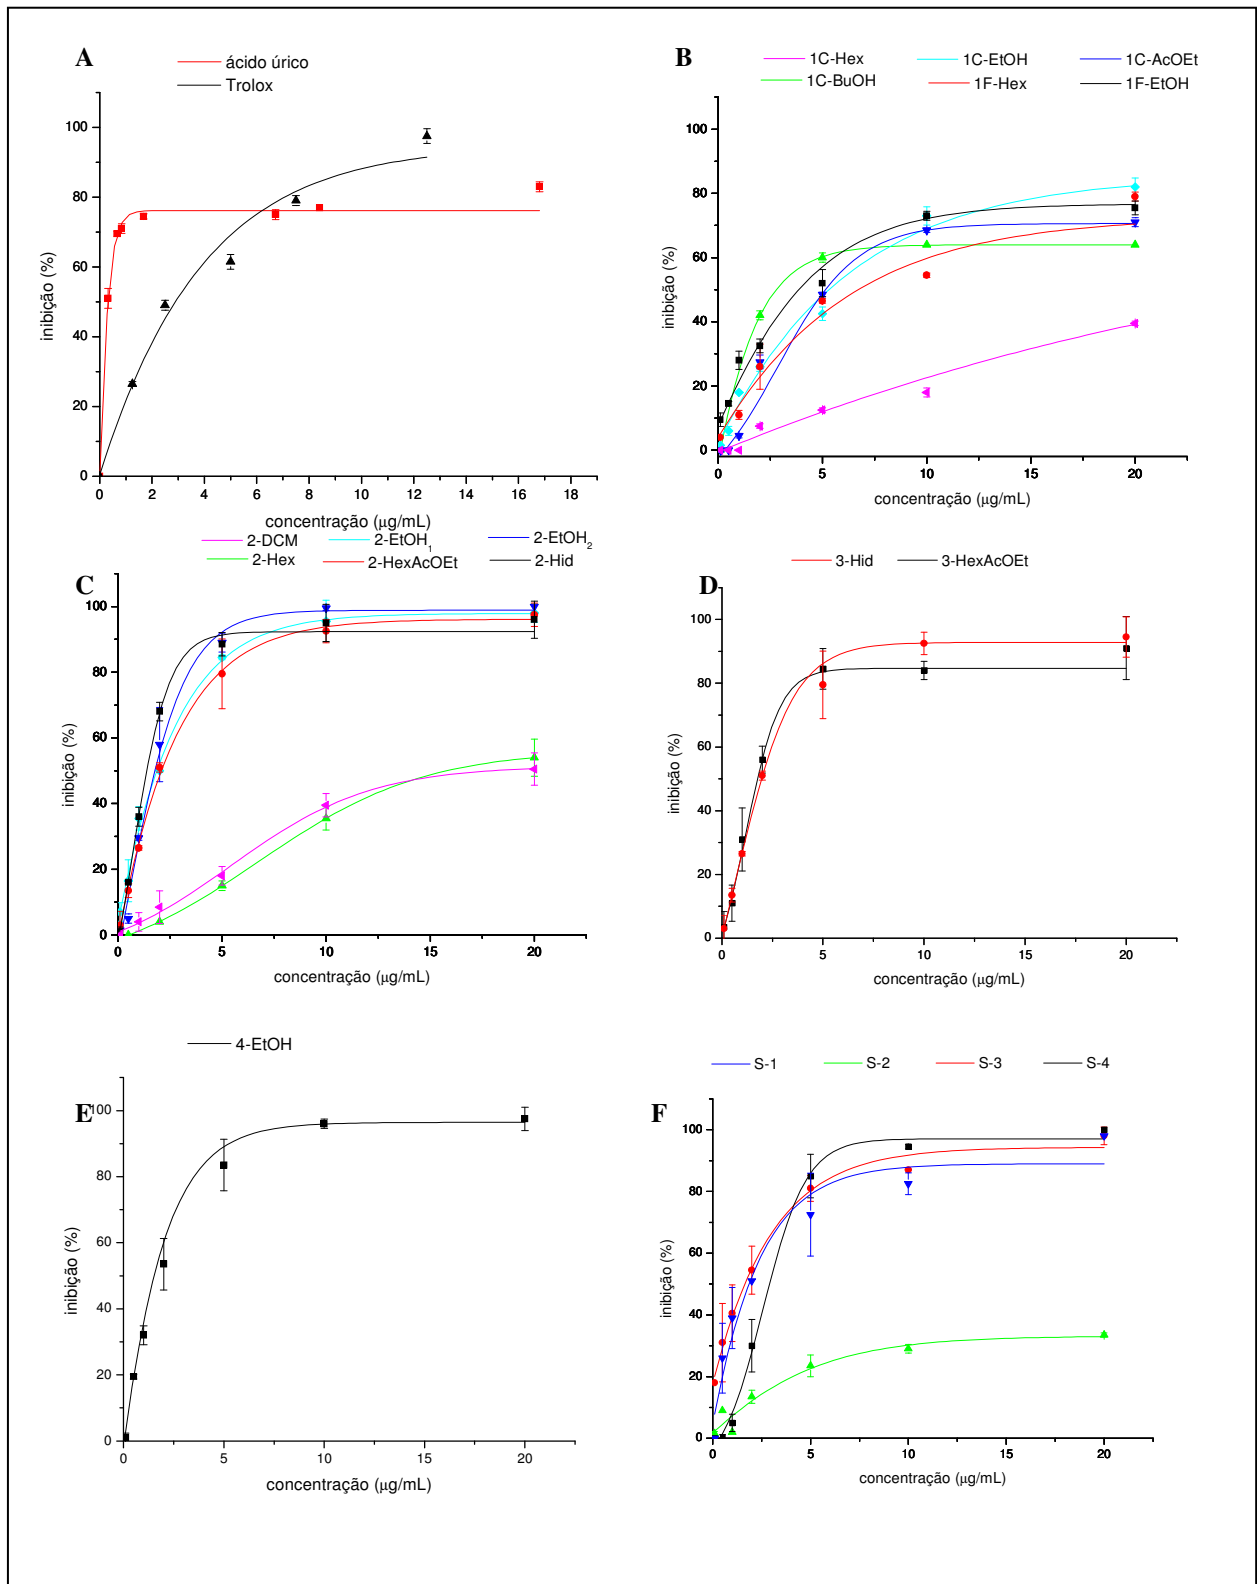 A
ácido úrico
Trolox
100
80
60
40
20
0
0 2 4 6 8 10 12 14 16 18
inibição (%)
concentração (μg/mL)
B
1C-Hex 1C-EtOH 1C-AcOEt
1C-BuOH 1F-Hex 1F-EtOH
100
80
60
40
20
0
0 5 10 15 20
inibição (%)
concentração (μg/mL)
C
2-DCM 2-EtOH₁ 2-EtOH₂
2-Hex 2-HexAcOEt 2-Hid
100
80
60
40
20
0
0 5 10 15 20
inibição (%)
concentração (μg/mL)
D
3-Hid 3-HexAcOEt
100
80
60
40
20
0
0 5 10 15 20
inibição (%)
concentração (μg/mL)
E
4-EtOH
100
80
60
40
20
0
0 5 10 15 20
inibição (%)
concentração (μg/mL)
F
S-1 S-2 S-3 S-4
100
80
60
40
20
0
0 5 10 15 20
inibição (%)
concentração (μg/mL)